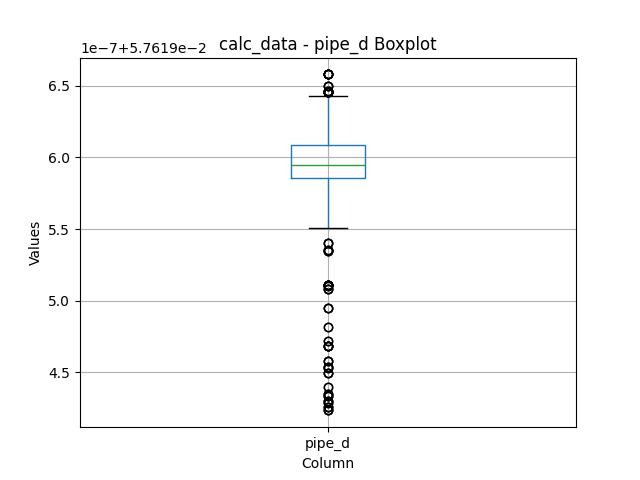 1e−7+5.7619e−2 calc_data - pipe_d Boxplot
6.5
6.0
5.5
5.0
4.5
Values
pipe_d
Column